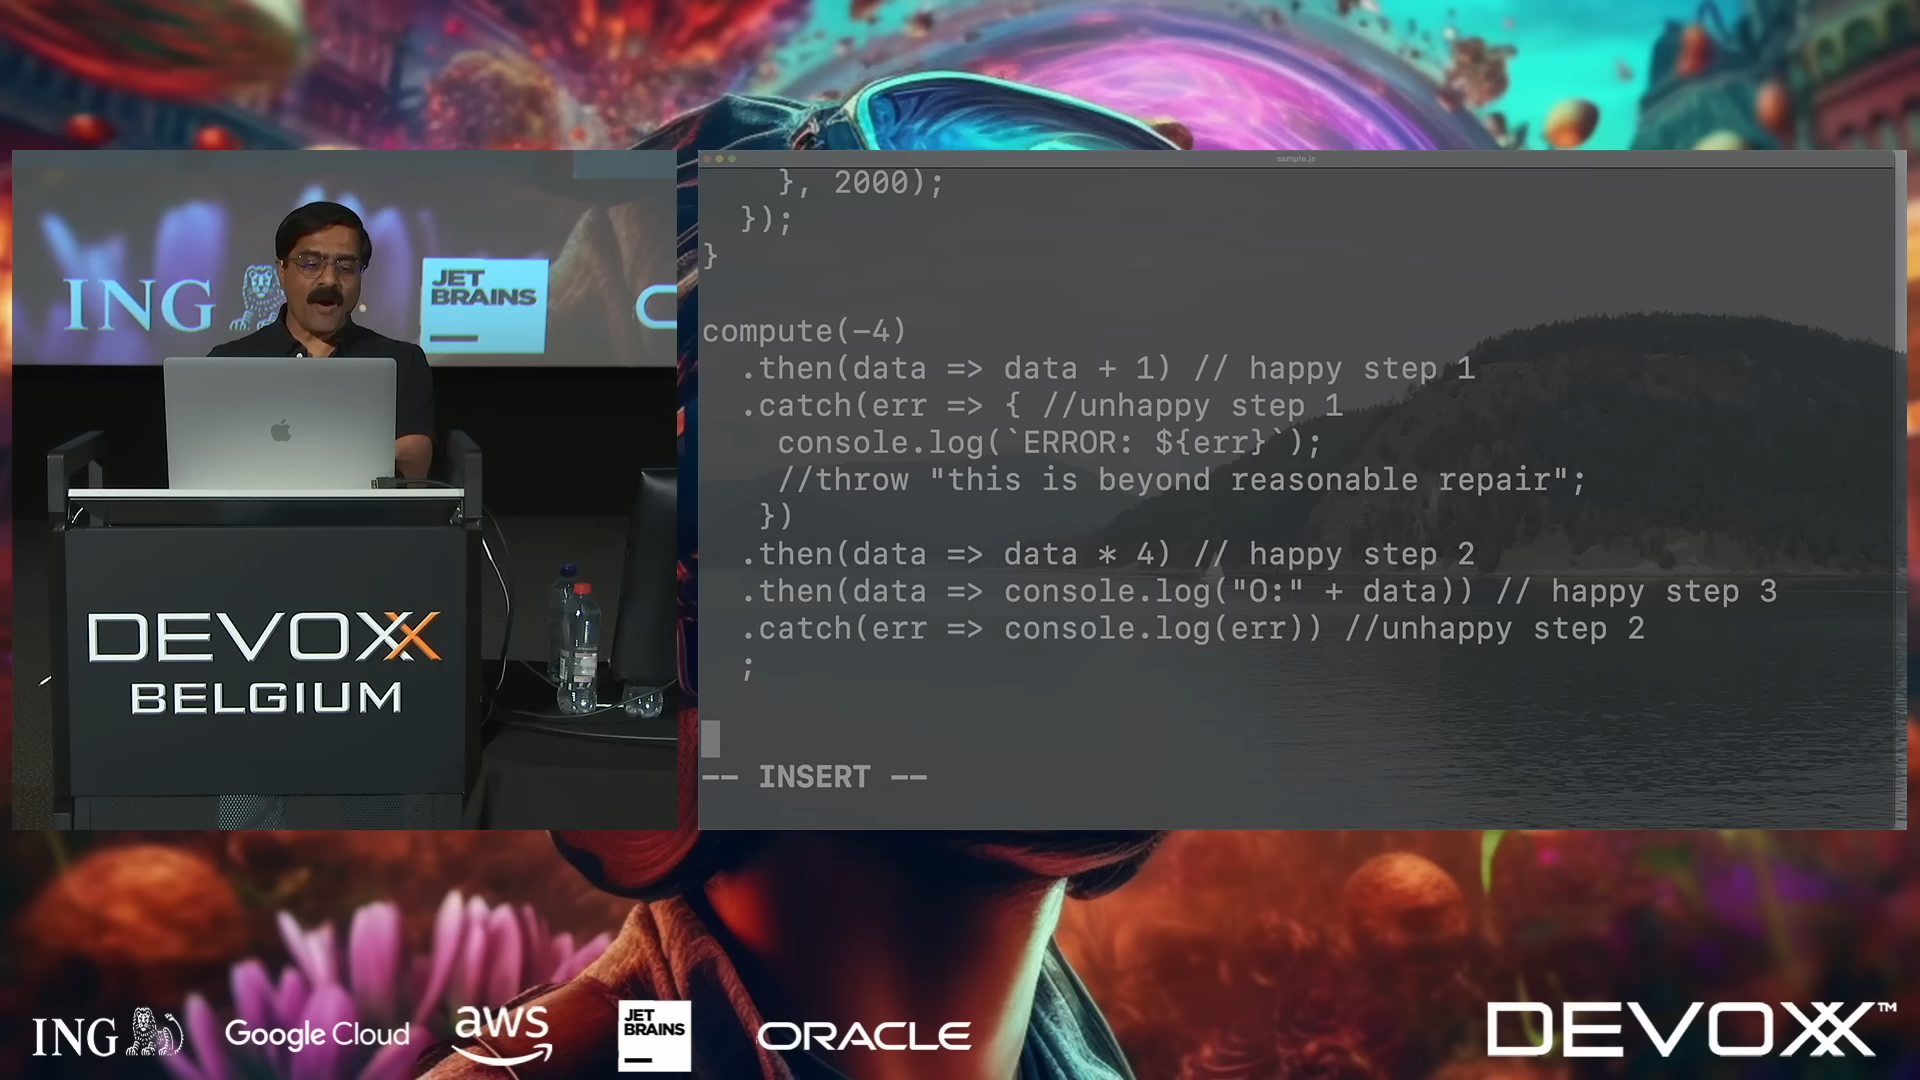 ING
JET
BRAINS
DEVOXX
BELGIUM
sample.js
}, 2000);
});
}
compute(-4)
.then(data => data + 1) // happy step 1
.catch(err => { //unhappy step 1
console.log(`ERROR: ${err}`);
//throw "this is beyond reasonable repair";
})
.then(data => data * 4) // happy step 2
.then(data => console.log("O:" + data)) // happy step 3
.catch(err => console.log(err)) //unhappy step 2
;
-- INSERT --
ING
Google Cloud
aws
JET
BRAINS
ORACLE
DEVOXX™